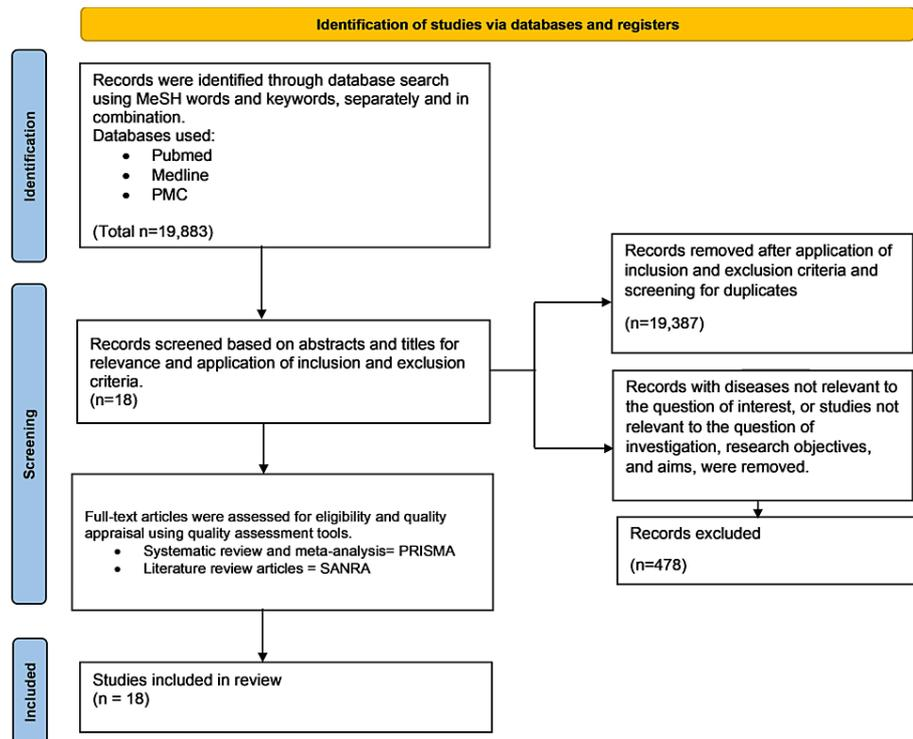 Identification of studies via databases and registers
Identification
Records were identified through database search
using MeSH words and keywords, separately and in
combination.
Databases used:
• Pubmed
• Medline
• PMC
(Total n=19,883)
Records removed after application of
inclusion and exclusion criteria and
screening for duplicates
(n=19,387)
Screening
Records screened based on abstracts and titles for
relevance and application of inclusion and exclusion
criteria.
(n=18)
Records with diseases not relevant to
the question of interest, or studies not
relevant to the question of
investigation, research objectives,
and aims, were removed.
Records excluded
(n=478)
Full-text articles were assessed for eligibility and quality
appraisal using quality assessment tools.
• Systematic review and meta-analysis= PRISMA
• Literature review articles = SANRA
Included
Studies included in review
(n = 18)